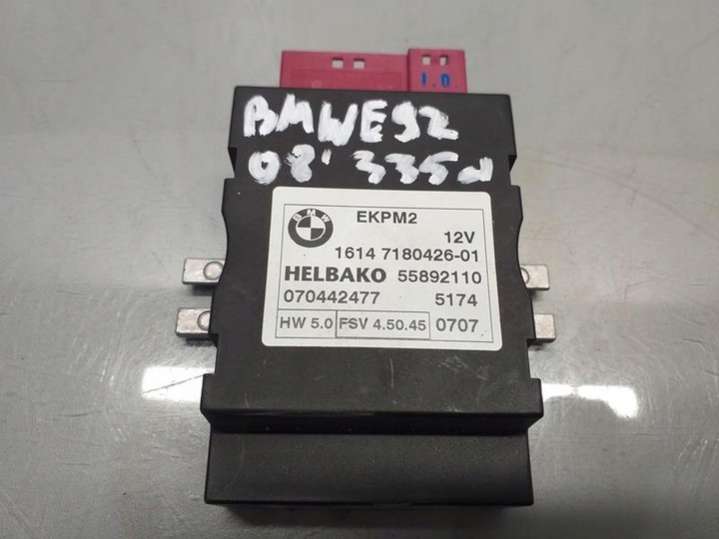 1.0
BMWE92
08' 335d
BMW
EKPM2
12V
1614 7180426-01
HELBAKO 55892110
070442477 5174
HW 5.0 FSV 4.50.45 0707